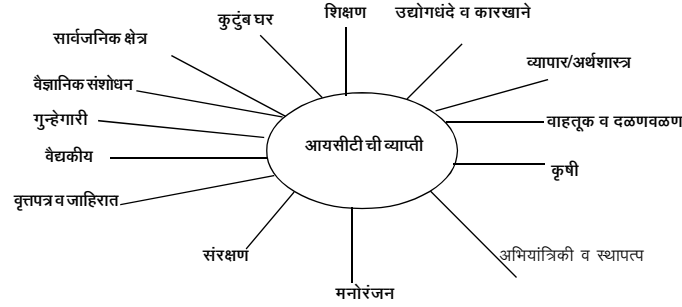 कुटुंब घर
शिक्षण
उद्योगधंदे व कारखाने
सार्वजनिक क्षेत्र
व्यापार/अर्थशास्त्र
वैज्ञानिक संशोधन
गुन्हेगारी
वाहतूक व दळणवळण
आयसीटी ची व्याप्ती
वैद्यकीय
कृषी
वृत्तपत्र व जाहिरात
संरक्षण
अभियांत्रिकी व स्थापत्प
मनोरंजन